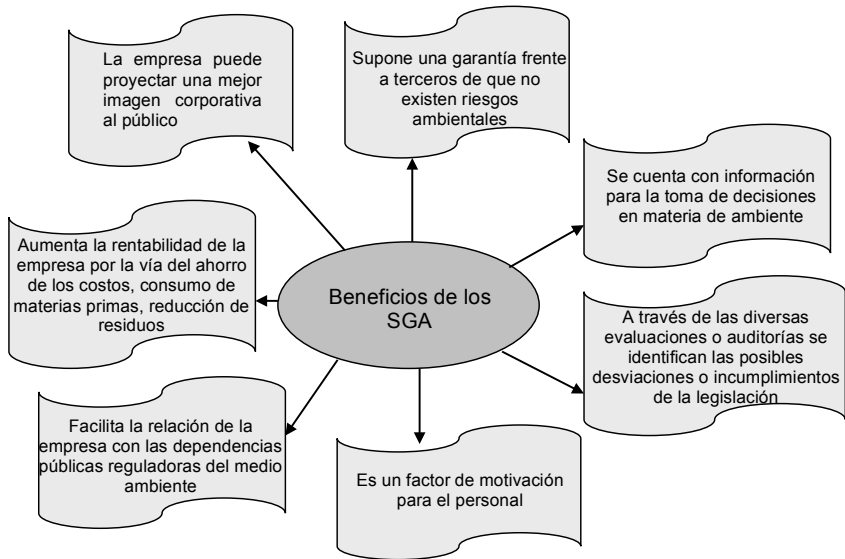 La empresa puede
proyectar una mejor
imagen corporativa
al público
Supone una garantía frente
a terceros de que no
existen riesgos
ambientales
Se cuenta con información
para la toma de decisiones
en materia de ambiente
Aumenta la rentabilidad de la
empresa por la vía del ahorro
de los costos, consumo de
materias primas, reducción de
residuos
Beneficios de los
SGA
A través de las diversas
evaluaciones o auditorías se
identifican las posibles
desviaciones o incumplimientos
de la legislación
Facilita la relación de la
empresa con las dependencias
públicas reguladoras del medio
ambiente
Es un factor de motivación
para el personal